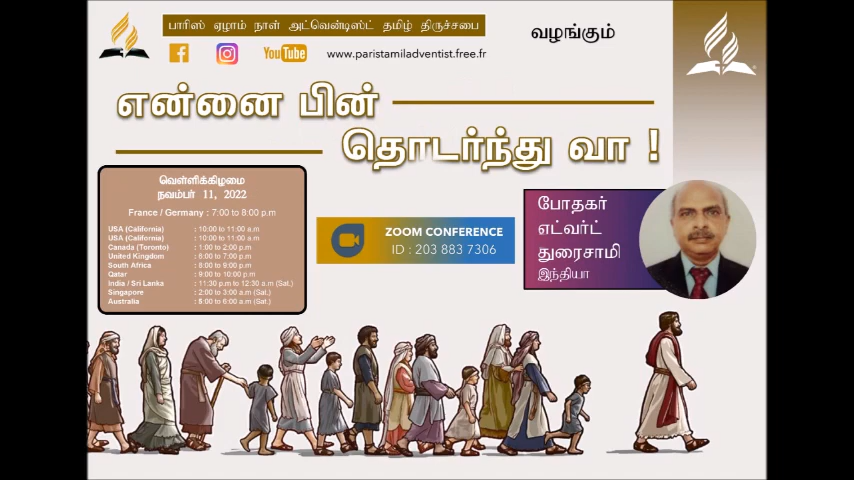 பாரிஸ் ஏழாம் நாள் அட்வென்டிஸ்ட் தமிழ் திருச்சபை
வழங்கும்
YouTube
www.paristamiladventist.free.fr
என்னை பின்
தொடர்ந்து வா !
வெள்ளிக்கிழமை
நவம்பர் 11, 2022
France / Germany : 7:00 to 8:00 p.m
USA (California) : 10:00 to 11:00 a.m
USA (California) : 10:00 to 11:00 a.m
Canada (Toronto) : 1:00 to 2:00 p.m
United Kingdom : 6:00 to 7:00 p.m
South Africa : 8:00 to 9:00 p.m
Qatar : 9:00 to 10:00 p.m
India / Sri Lanka : 11:30 p.m to 12:30 a.m (Sat.)
Singapore : 2:00 to 3:00 a.m (Sat.)
Australia : 5:00 to 6:00 a.m (Sat.)
ZOOM CONFERENCE
ID : 203 883 7306
போதகர்
எட்வர்ட்
துரைசாமி
இந்தியா